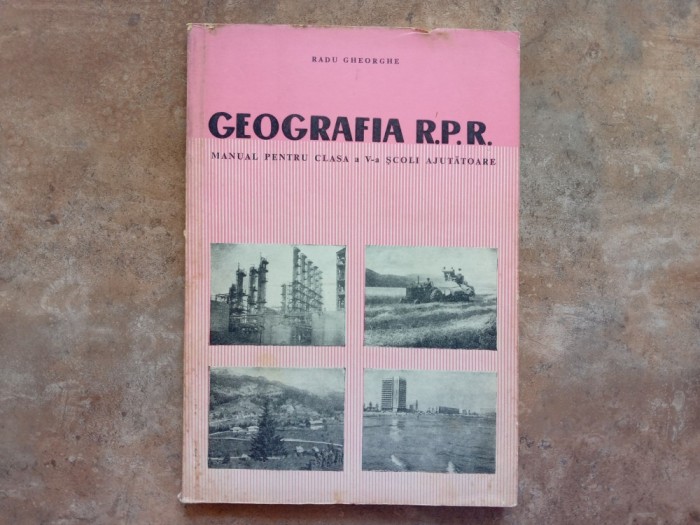 RADU GHEORGHE
GEOGRAFIA R.P.R.
MANUAL PENTRU CLASA a V-a ȘCOLI AJUTĂTOARE